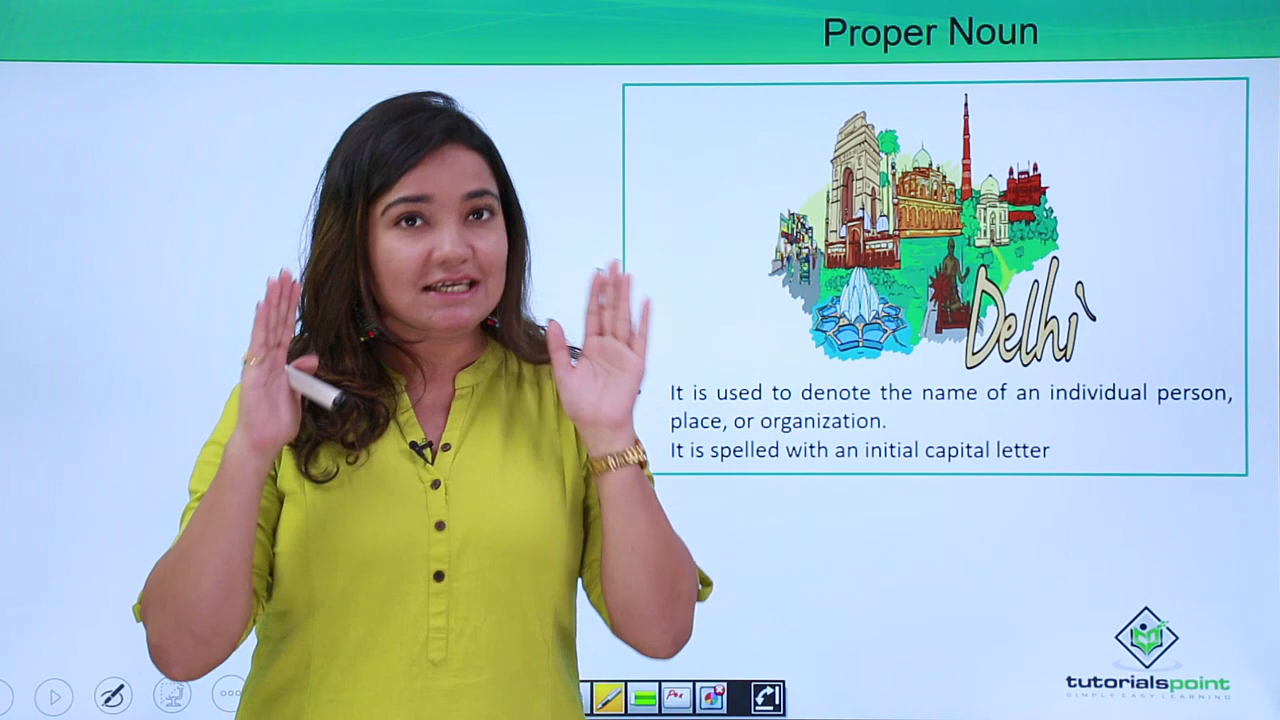 Proper Noun
Delhi
It is used to denote the name of an individual person,
place, or organization.
It is spelled with an initial capital letter
Pen
tutorialspoint
SIMPLY EASY LEARNING